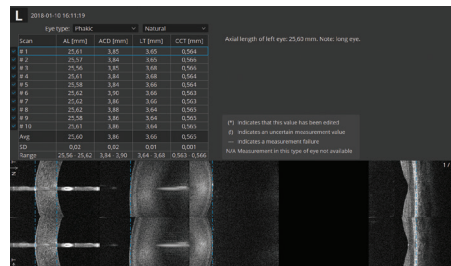 L 2018-01-10 16:11:19
Eye type: Phakic Natural
Scan AL [mm] ACD [mm] LT [mm] CCT [mm]
# 1 25,61 3,85 3,65 0,564
# 2 25,57 3,84 3,65 0,566
# 3 25,56 3,85 3,68 0,566
# 4 25,61 3,84 3,68 0,564
# 5 25,58 3,84 3,66 0,564
# 6 25,62 3,90 3,66 0,563
# 7 25,62 3,86 3,66 0,563
# 8 25,62 3,88 3,64 0,565
# 9 25,58 3,86 3,64 0,565
# 10 25,61 3,86 3,64 0,565
Avg 25,60 3,86 3,66 0,563
SD 0,02 0,02 0,01 0,001
Range 25,56 - 25,62 3,84 - 3,90 3,64 - 3,68 0,563 - 0,566
Axial length of left eye: 25,60 mm. Note: long eye.
(*) Indicates that this value has been edited
(!) Indicates an uncertain measurement value
--- Indicates a measurement failure
N/A Measurement in this type of eye not available